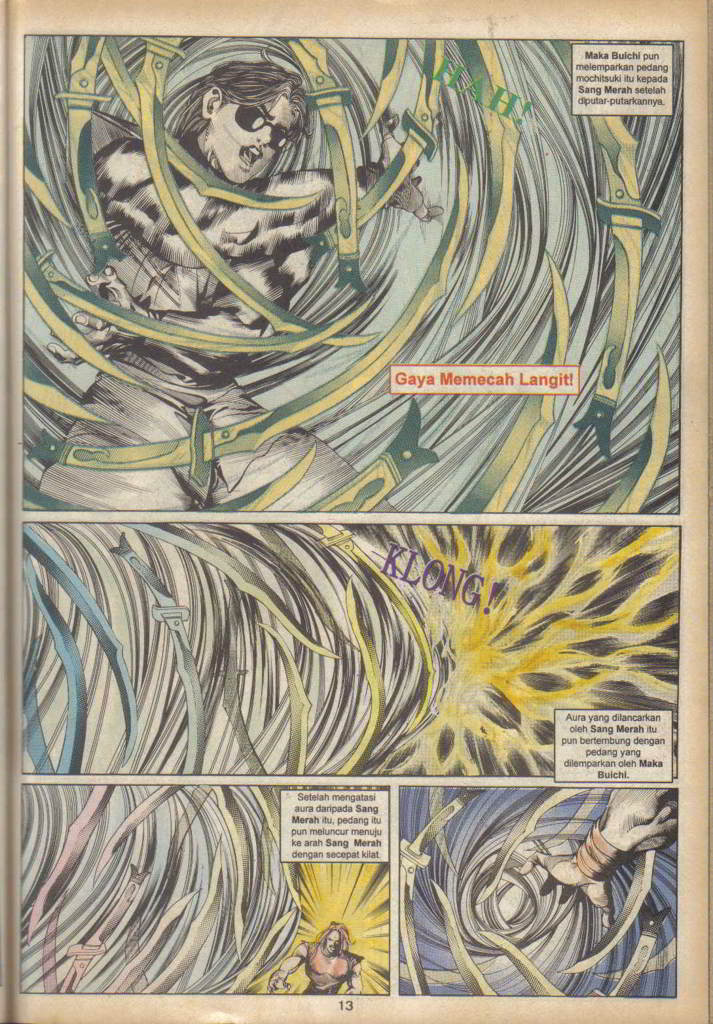 Maka Buichi pun
melemparkan pedang
mochitsuki itu kepada
Sang Merah setelah
diputar-putarkannya.
HAH!
Gaya Memecah Langit!
KLONG!
Aura yang dilancarkan
oleh Sang Merah itu
pun bertembung dengan
pedang yang
dilemparkan oleh Maka
Buichi.
Setelah mengatasi
aura daripada Sang
Merah itu, pedang itu
pun meluncur menuju
ke arah Sang Merah
dengan secepat kilat.
13